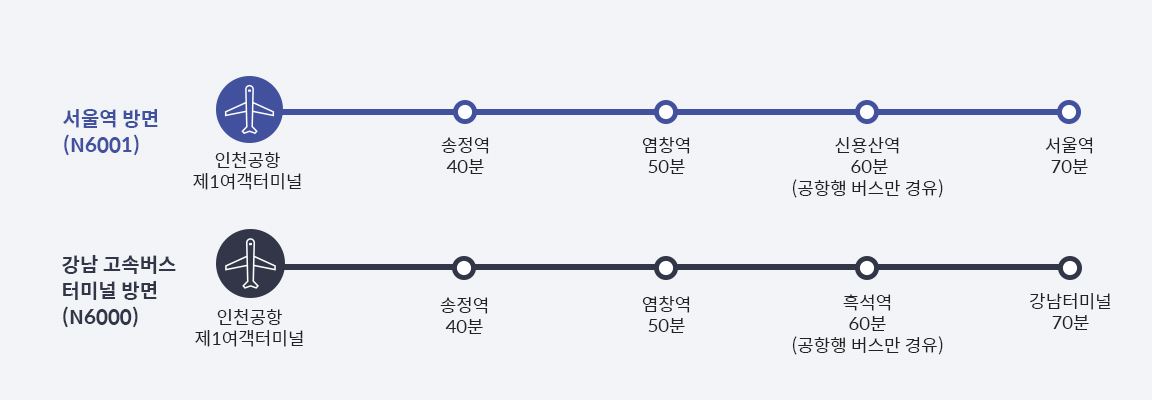 서울역 방면
(N6001)
인천공항
제1여객터미널
송정역
40분
염창역
50분
신용산역
60분
(공항행 버스만 경유)
서울역
70분
강남 고속버스
터미널 방면
(N6000)
인천공항
제1여객터미널
송정역
40분
염창역
50분
흑석역
60분
(공항행 버스만 경유)
강남터미널
70분